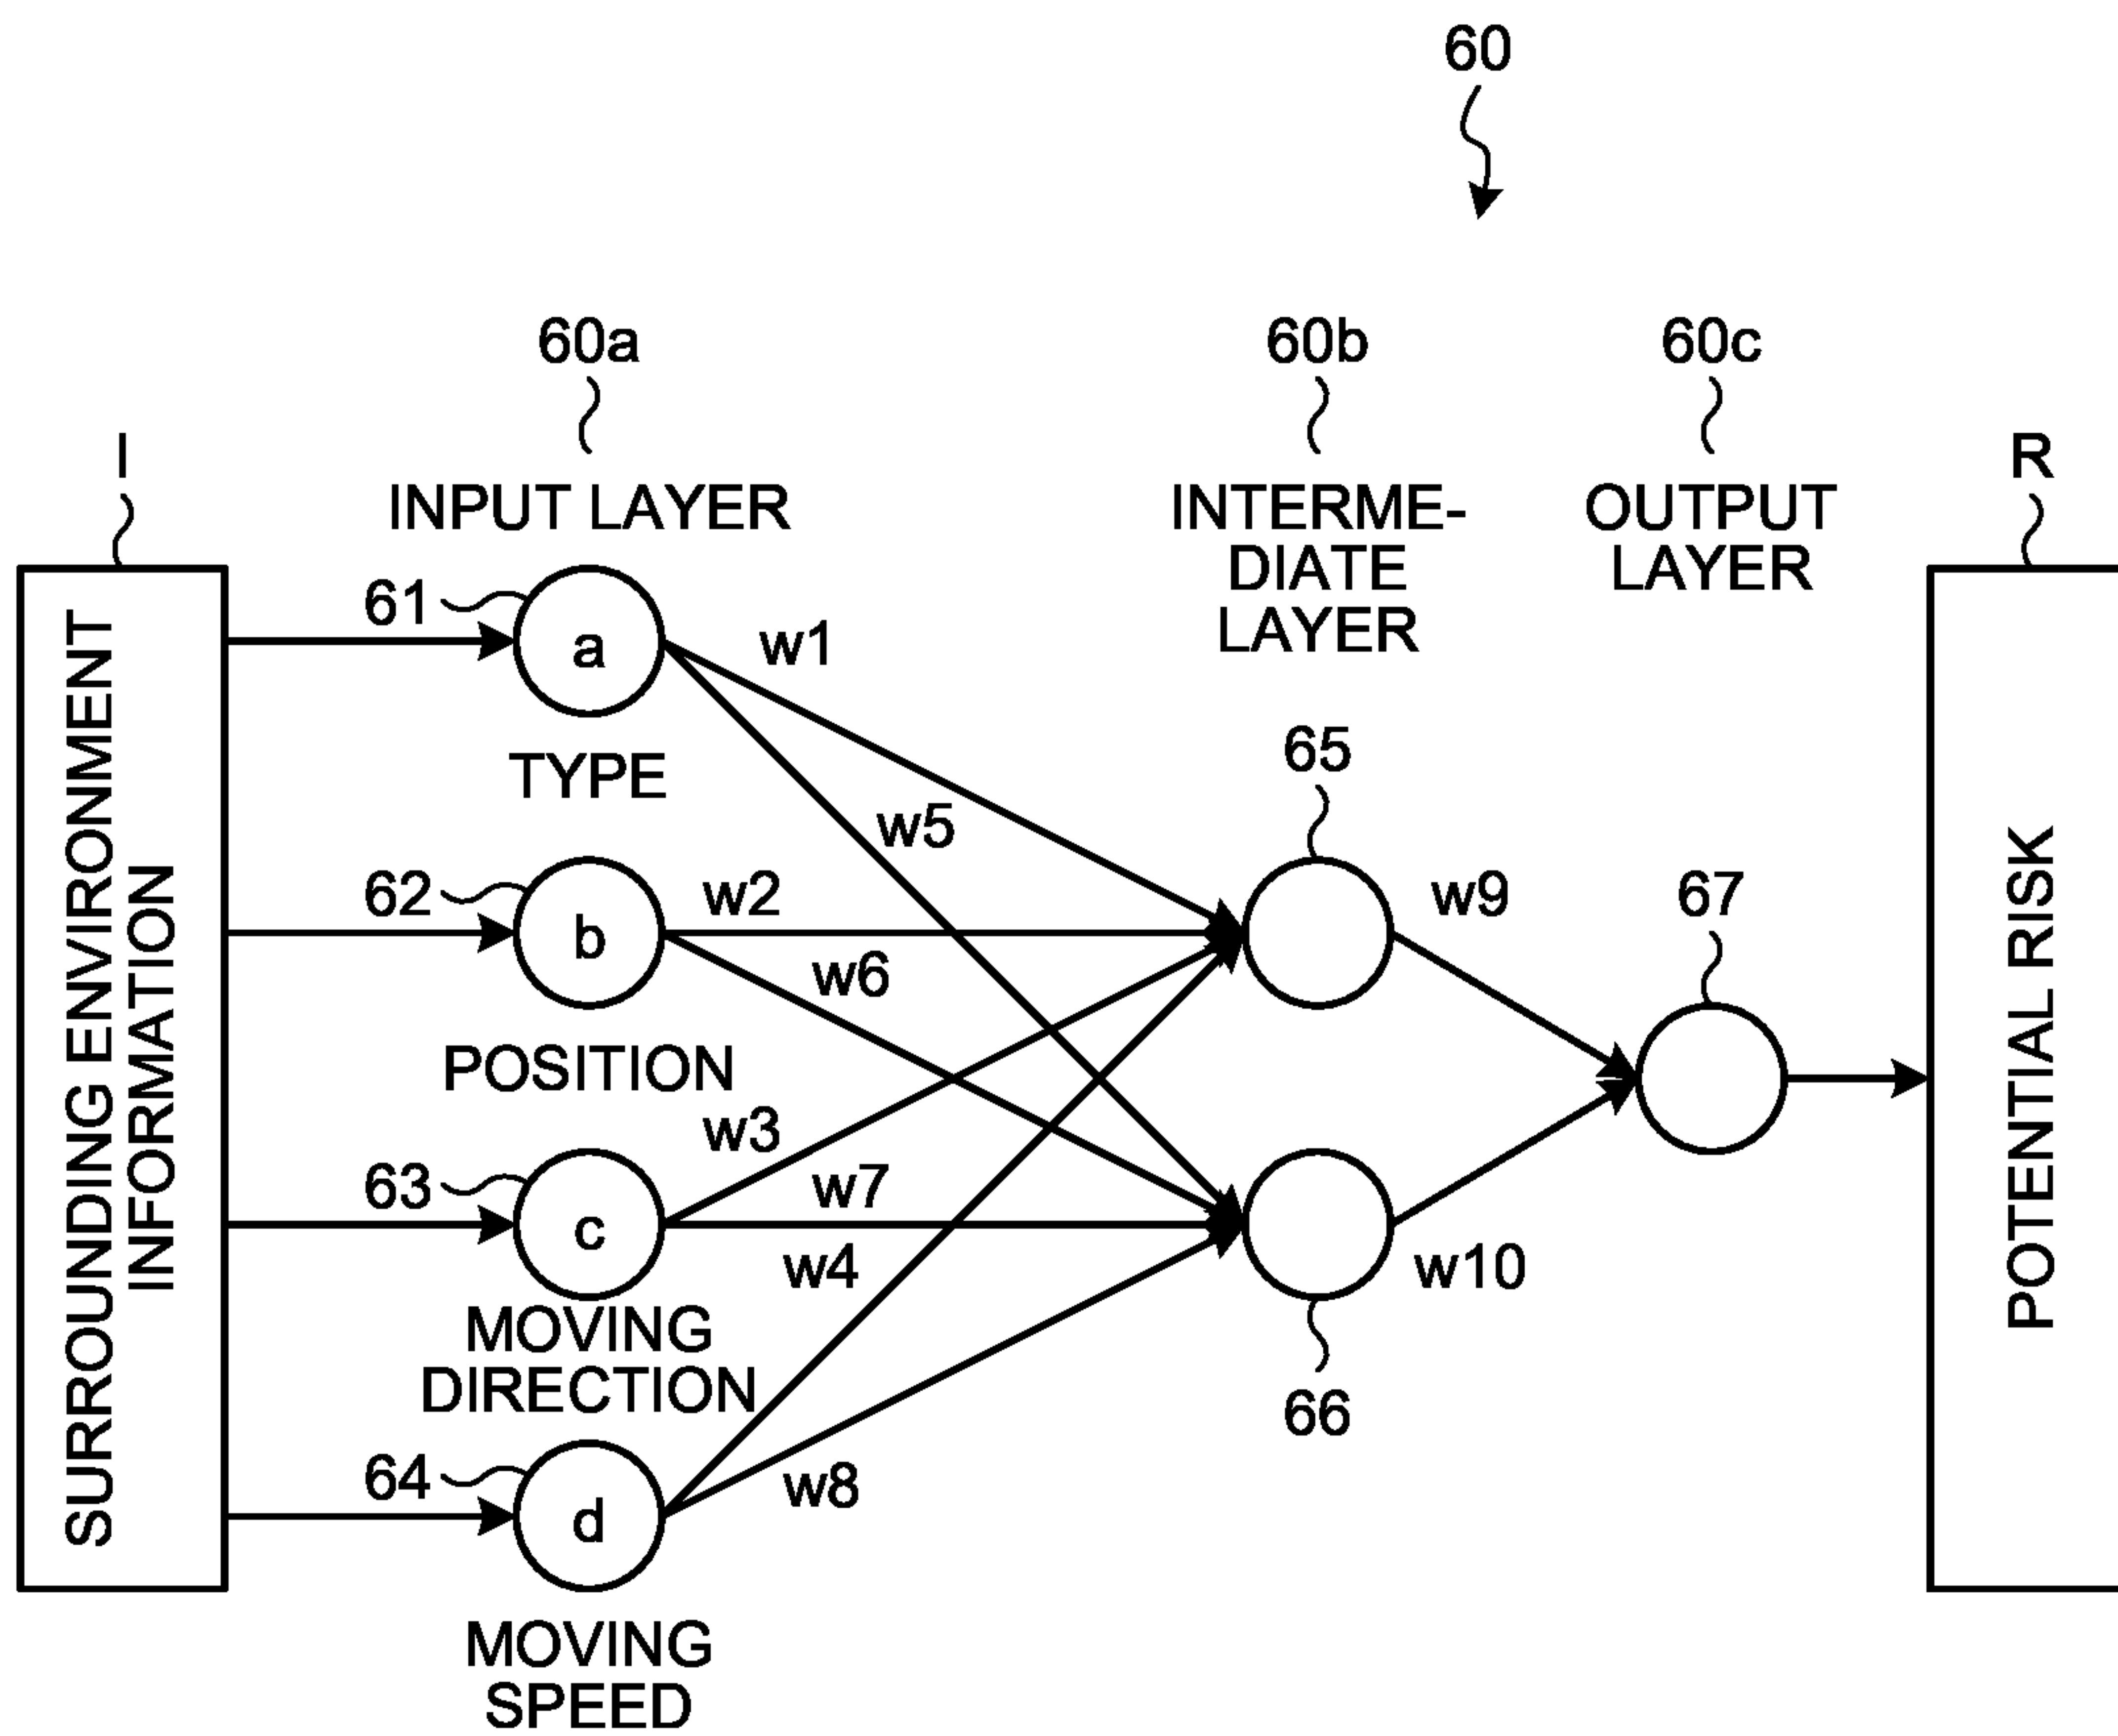 60
60a
60b
60c
I
R
INPUT LAYER
INTERME-
DIATE
LAYER
OUTPUT
LAYER
SURROUNDING ENVIRONMENT
INFORMATION
61
a
w1
TYPE
w5
65
62
b
w2
w9
67
w6
POSITION
w3
63
c
w7
w4
w10
MOVING
DIRECTION
66
64
d
w8
MOVING
SPEED
POTENTIAL RISK